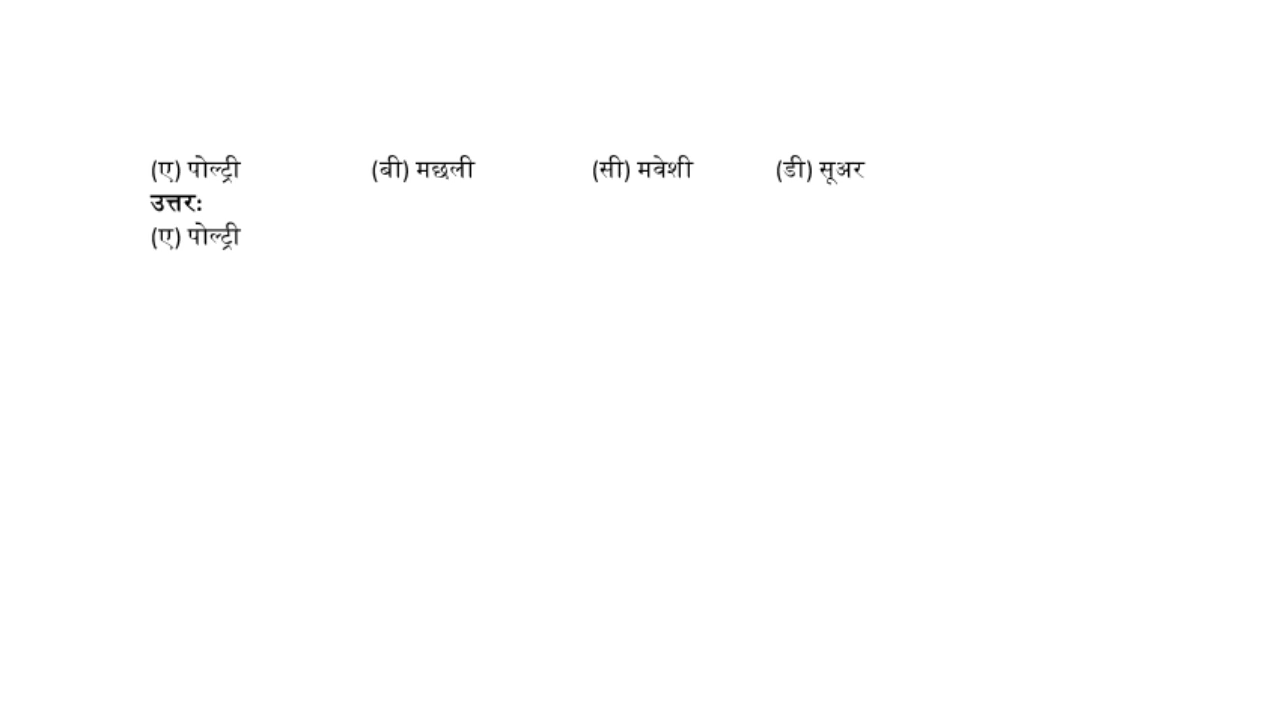 (ए) पोल्ट्री (बी) मछली (सी) मवेशी (डी) सूअर
उत्तरः
(ए) पोल्ट्री